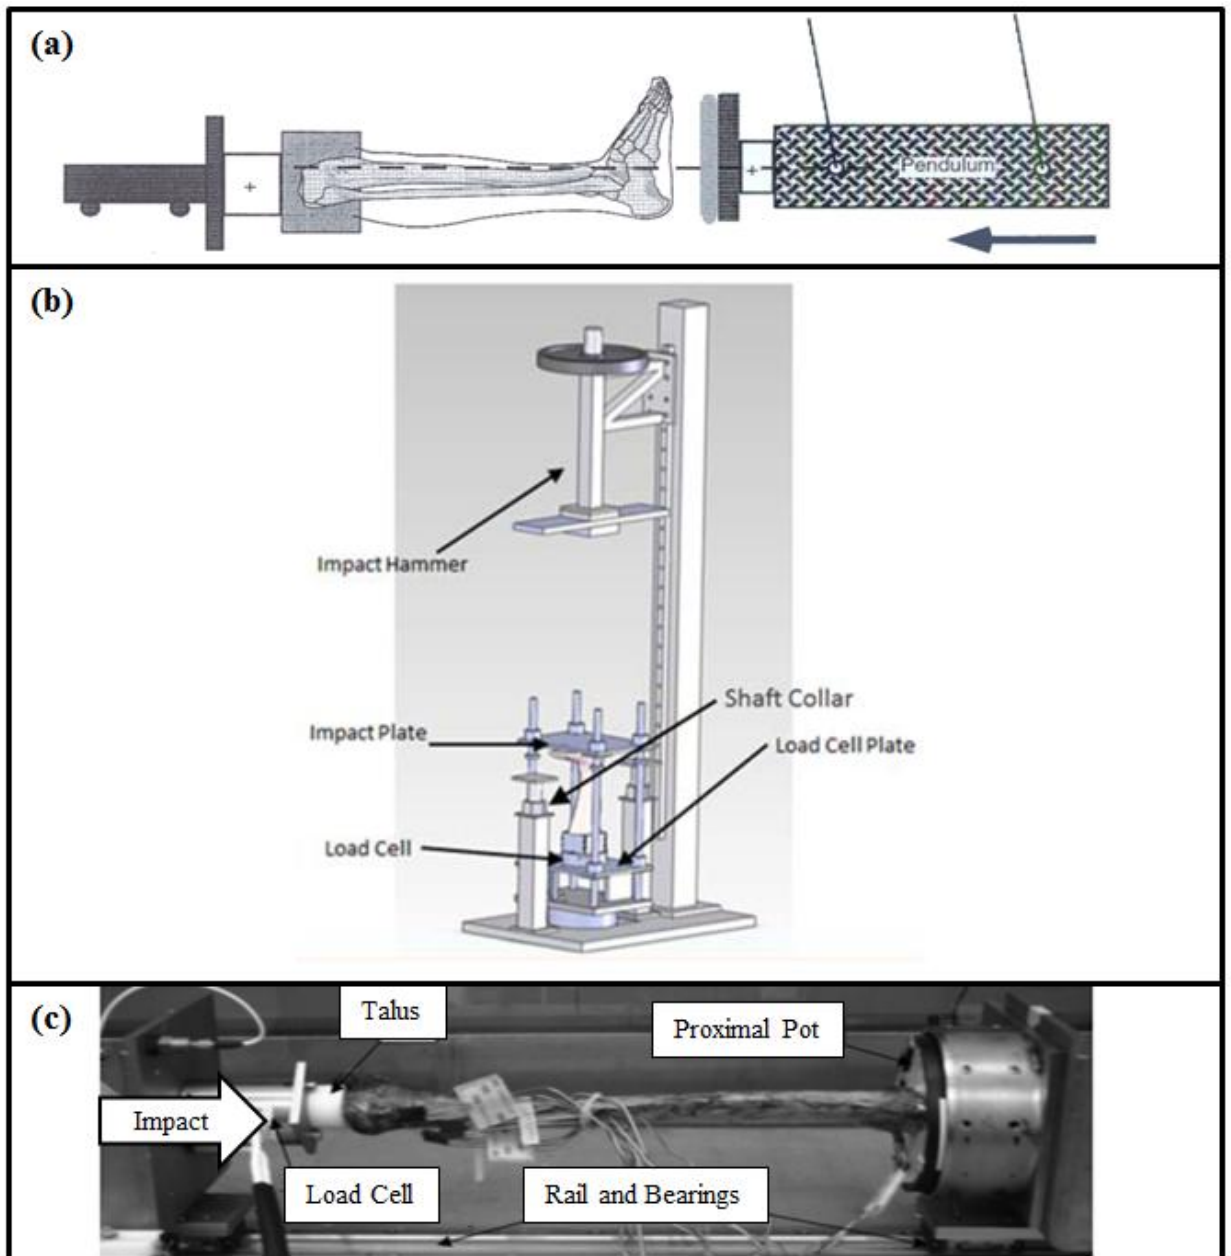 (a)
Pendulum
(b)
Impact Hammer
Shaft Collar
Impact Plate
Load Cell Plate
Load Cell
(c)
Talus
Proximal Pot
Impact
Load Cell
Rail and Bearings